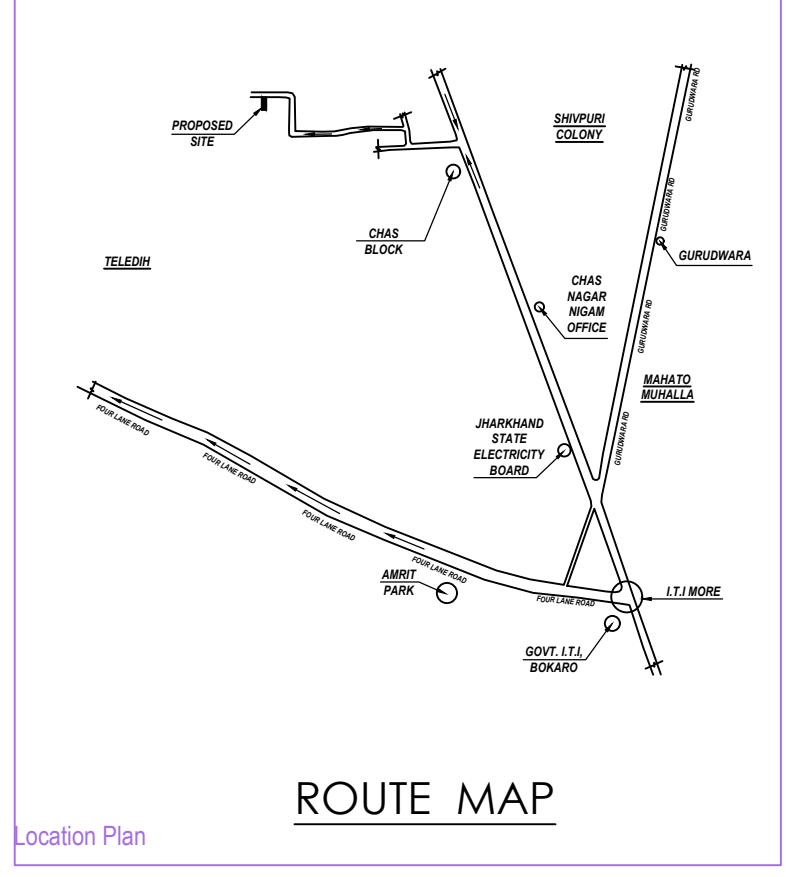 PROPOSED
SITE
SHIVPURI
COLONY
GURUDWARA RD
GURUDWARA RD
CHAS
BLOCK
GURUDWARA
TELEDIH
CHAS
NAGAR
NIGAM
OFFICE
GURUDWARA RD
MAHATO
MUHALLA
GURUDWARA RD
JHARKHAND
STATE
ELECTRICITY
BOARD
FOUR LANE ROAD
FOUR LANE ROAD
FOUR LANE ROAD
FOUR LANE ROAD
FOUR LANE ROAD
AMRIT
PARK
I.T.I MORE
GOVT. I.T.I,
BOKARO
ROUTE MAP
Location Plan